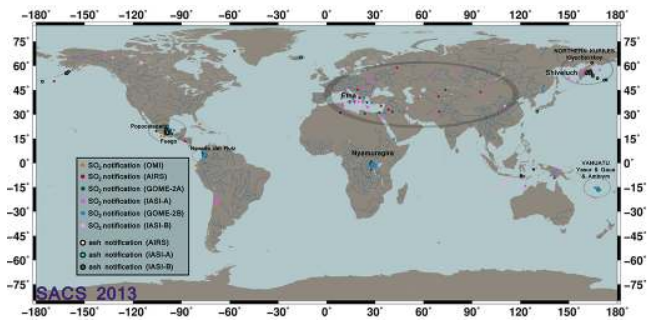 −180° −150° −120° −90° −60° −30° 0° 30° 60° 90° 120° 150° 180°
75° 75°
60° 60°
45° 45°
30° 30°
15° 15°
0° 0°
−15° −15°
−30° −30°
−45° −45°
−60° −60°
−75° −75°
NORTHERN KURILES
Shiveluch
Etna
Popocatepetl
Fuego
Nevado del Ruiz
Nyamuragira
VANUATU
Yasur & Gaua
& Ambrym
SO₂ notification (OMI)
SO₂ notification (AIRS)
SO₂ notification (GOME-2A)
SO₂ notification (IASI-A)
SO₂ notification (GOME-2B)
SO₂ notification (IASI-B)
ash notification (AIRS)
ash notification (IASI-A)
ash notification (IASI-B)
SACS 2013
−180° −150° −120° −90° −60° −30° 0° 30° 60° 90° 120° 150° 180°